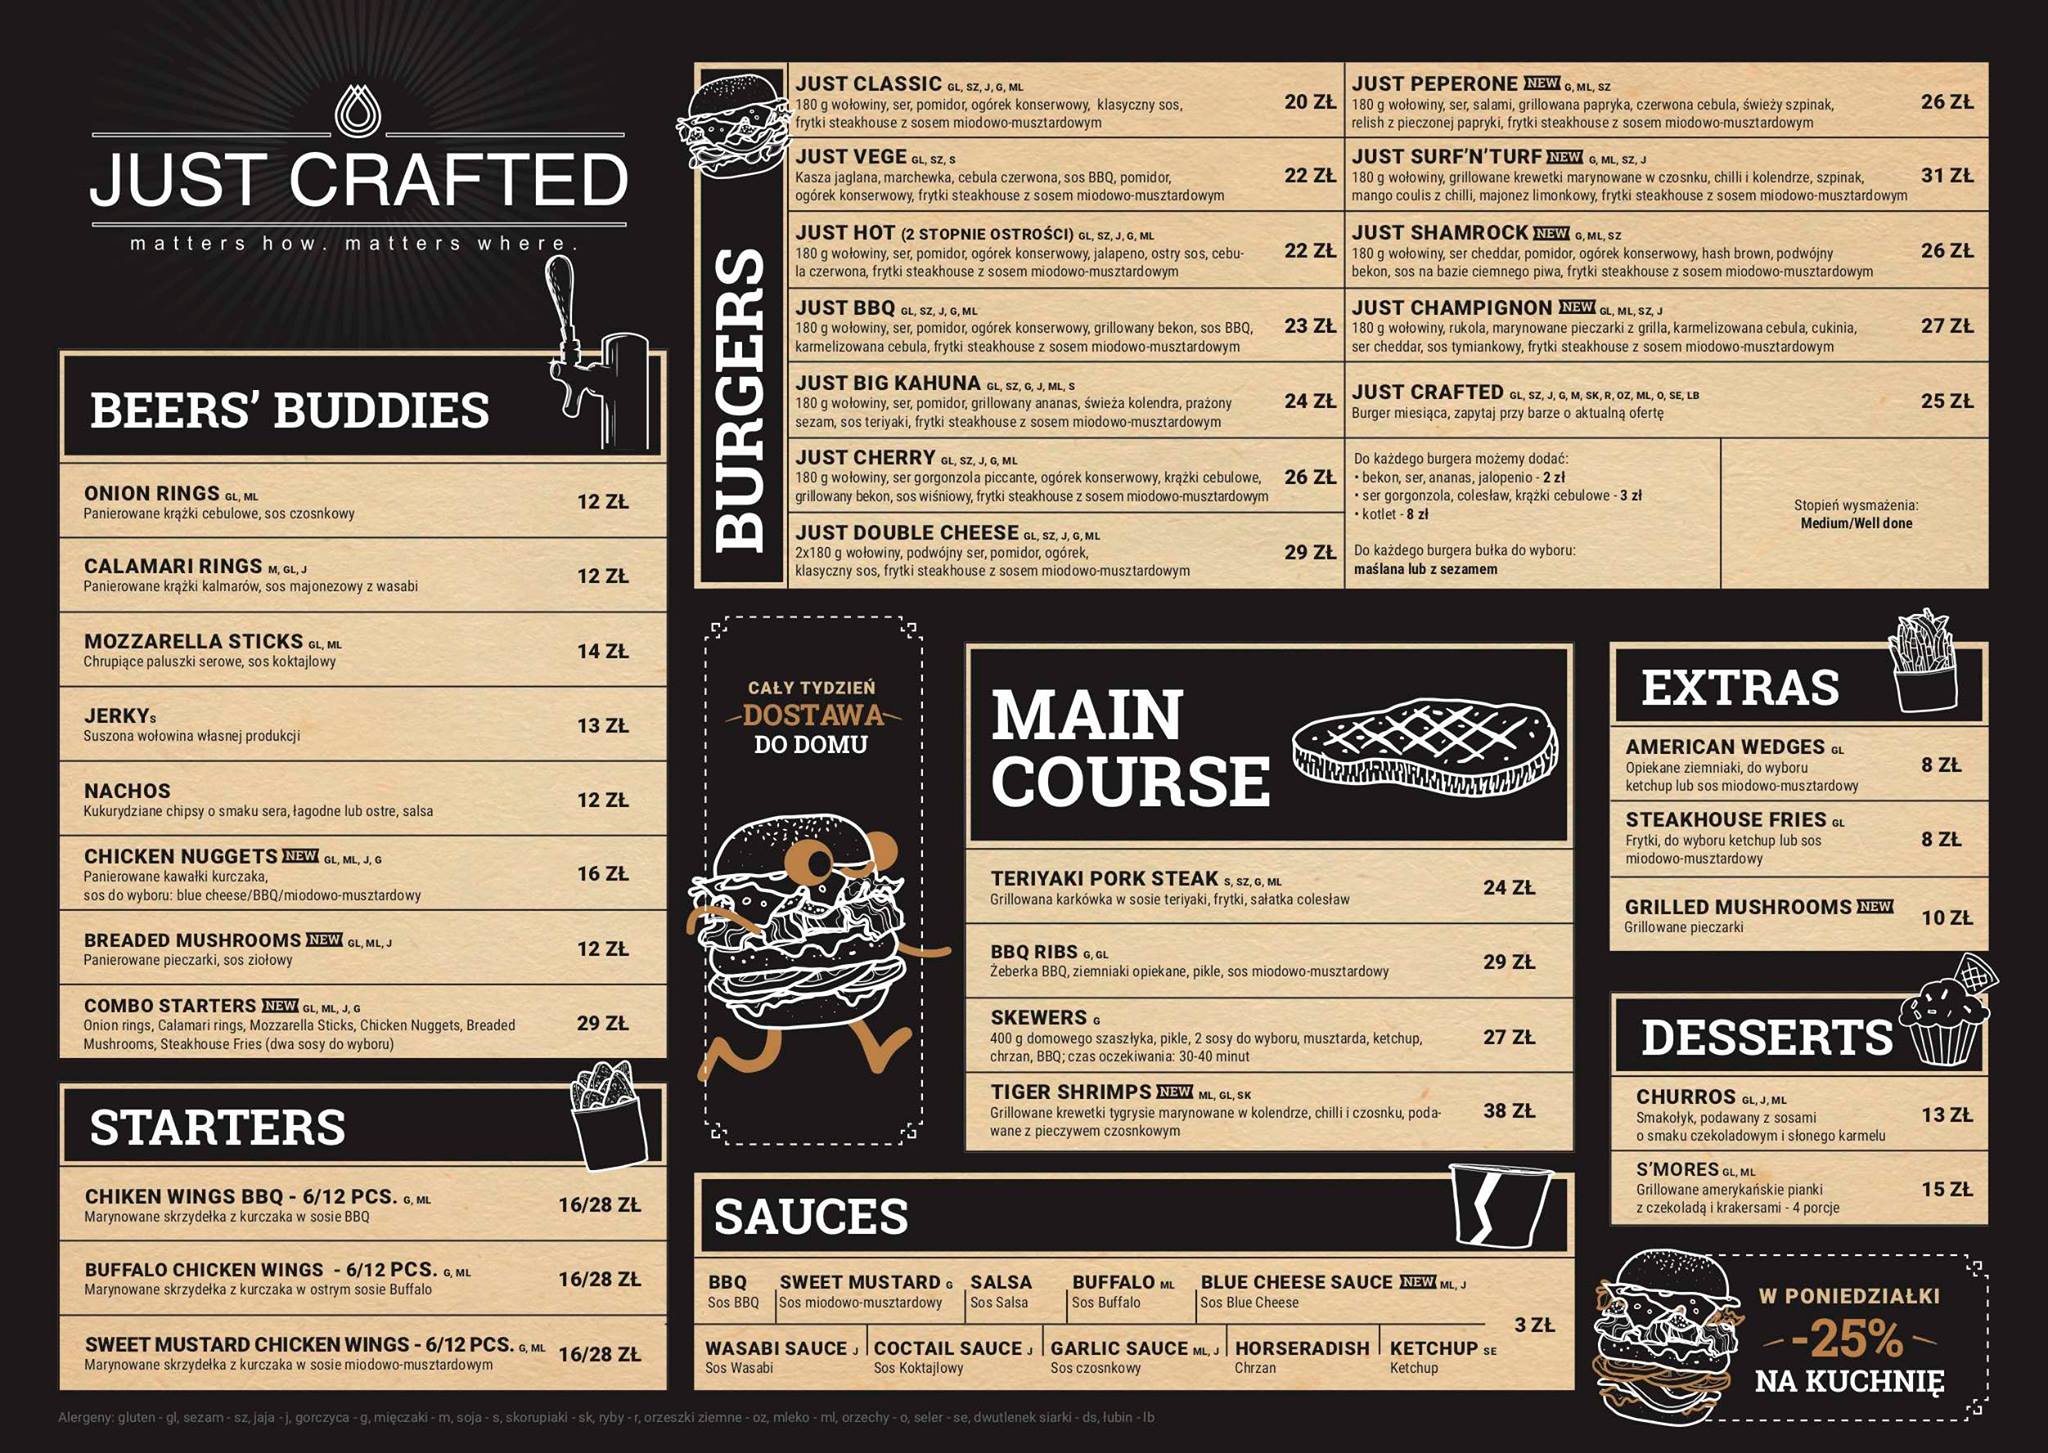 JUST CRAFTED
matters how. matters where.
BEERS’ BUDDIES
ONION RINGS GL, ML
Panierowane krążki cebulowe, sos czosnkowy
12 ZŁ
CALAMARI RINGS M, GL, J
Panierowane krążki kalmarów, sos majonezowy z wasabi
12 ZŁ
MOZZARELLA STICKS GL, ML
Chrupiące paluszki serowe, sos koktajlowy
14 ZŁ
JERKY S
Suszona wołowina własnej produkcji
13 ZŁ
NACHOS
Kukurydziane chipsy o smaku sera, łagodne lub ostre, salsa
12 ZŁ
CHICKEN NUGGETS NEW GL, ML, J, G
Panierowane kawałki kurczaka,
sos do wyboru: blue cheese/BBQ/miodowo-musztardowy
16 ZŁ
BREADED MUSHROOMS NEW GL, ML, J
Panierowane pieczarki, sos ziołowy
12 ZŁ
COMBO STARTERS NEW GL, ML, J, G
Onion rings, Calamari rings, Mozzarella Sticks, Chicken Nuggets, Breaded
Mushrooms, Steakhouse Fries (dwa sosy do wyboru)
29 ZŁ
STARTERS
CHIKEN WINGS BBQ - 6/12 PCS. G, ML
Marynowane skrzydełka z kurczaka w sosie BBQ
16/28 ZŁ
BUFFALO CHICKEN WINGS - 6/12 PCS. G, ML
Marynowane skrzydełka z kurczaka w ostrym sosie Buffalo
16/28 ZŁ
SWEET MUSTARD CHICKEN WINGS - 6/12 PCS. G, ML
Marynowane skrzydełka z kurczaka w sosie miodowo-musztardowym
16/28 ZŁ
BURGERS
JUST CLASSIC GL, SZ, J, G, ML
180 g wołowiny, ser, pomidor, ogórek konserwowy, klasyczny sos,
frytki steakhouse z sosem miodowo-musztardowym
20 ZŁ
JUST VEGE GL, SZ, S
Kasza jaglana, marchewka, cebula czerwona, sos BBQ, pomidor,
ogórek konserwowy, frytki steakhouse z sosem miodowo-musztardowym
22 ZŁ
JUST HOT (2 STOPNIE OSTROŚCI) GL, SZ, J, G, ML
180 g wołowiny, ser, pomidor, ogórek konserwowy, jalapeno, ostry sos, cebu-
la czerwona, frytki steakhouse z sosem miodowo-musztardowym
22 ZŁ
JUST BBQ GL, SZ, J, G, ML
180 g wołowiny, ser, pomidor, ogórek konserwowy, grillowany bekon, sos BBQ,
karmelizowana cebula, frytki steakhouse z sosem miodowo-musztardowym
23 ZŁ
JUST BIG KAHUNA GL, SZ, G, J, ML, S
180 g wołowiny, ser, pomidor, grillowany ananas, świeża kolendra, prażony
sezam, sos teriyaki, frytki steakhouse z sosem miodowo-musztardowym
24 ZŁ
JUST CHERRY GL, SZ, J, G, ML
180 g wołowiny, ser gorgonzola piccante, ogórek konserwowy, krążki cebulowe,
grillowany bekon, sos wiśniowy, frytki steakhouse z sosem miodowo-musztardowym
26 ZŁ
JUST DOUBLE CHEESE GL, SZ, J, G, ML
2x180 g wołowiny, podwójny ser, pomidor, ogórek,
klasyczny sos, frytki steakhouse z sosem miodowo-musztardowym
29 ZŁ
JUST PEPERONE NEW G, ML, SZ
180 g wołowiny, ser, salami, grillowana papryka, czerwona cebula, świeży szpinak,
relish z pieczonej papryki, frytki steakhouse z sosem miodowo-musztardowym
26 ZŁ
JUST SURF’N’TURF NEW G, ML, SZ, J
180 g wołowiny, grillowane krewetki marynowane w czosnku, chilli i kolendrze, szpinak,
mango coulis z chilli, majonez limonkowy, frytki steakhouse z sosem miodowo-musztardowym
31 ZŁ
JUST SHAMROCK NEW G, ML, SZ
180 g wołowiny, ser cheddar, pomidor, ogórek konserwowy, hash brown, podwójny
bekon, sos na bazie ciemnego piwa, frytki steakhouse z sosem miodowo-musztardowym
26 ZŁ
JUST CHAMPIGNON NEW GL, ML, SZ, J
180 g wołowiny, rukola, marynowane pieczarki z grilla, karmelizowana cebula, cukinia,
ser cheddar, sos tymiankowy, frytki steakhouse z sosem miodowo-musztardowym
27 ZŁ
JUST CRAFTED GL, SZ, J, G, M, SK, R, OZ, ML, O, SE, LB
Burger miesiąca, zapytaj przy barze o aktualną ofertę
25 ZŁ
Do każdego burgera możemy dodać:
• bekon, ser, ananas, jalopenio - 2 zł
• ser gorgonzola, colesław, krążki cebulowe - 3 zł
• kotlet - 8 zł
Do każdego burgera bułka do wyboru:
maślana lub z sezamem
Stopień wysmażenia:
Medium/Well done
CAŁY TYDZIEŃ
DOSTAWA
DO DOMU
MAIN
COURSE
TERIYAKI PORK STEAK S, SZ, G, ML
Grillowana karkówka w sosie teriyaki, frytki, sałatka colesław
24 ZŁ
BBQ RIBS G, GL
Żeberka BBQ, ziemniaki opiekane, pikle, sos miodowo-musztardowy
29 ZŁ
SKEWERS G
400 g domowego szaszłyka, pikle, 2 sosy do wyboru, musztarda, ketchup,
chrzan, BBQ; czas oczekiwania: 30-40 minut
27 ZŁ
TIGER SHRIMPS NEW ML, GL, SK
Grillowane krewetki tygrysie marynowane w kolendrze, chilli i czosnku, poda-
wane z pieczywem czosnkowym
38 ZŁ
EXTRAS
AMERICAN WEDGES GL
Opiekane ziemniaki, do wyboru
ketchup lub sos miodowo-musztardowy
8 ZŁ
STEAKHOUSE FRIES GL
Frytki, do wyboru ketchup lub sos
miodowo-musztardowy
8 ZŁ
GRILLED MUSHROOMS NEW
Grillowane pieczarki
10 ZŁ
DESSERTS
CHURROS GL, J, ML
Smakołyk, podawany z sosami
o smaku czekoladowym i słonego karmelu
13 ZŁ
S’MORES GL, ML
Grillowane amerykańskie pianki
z czekoladą i krakersami - 4 porcje
15 ZŁ
SAUCES
BBQ
Sos BBQ
SWEET MUSTARD G
Sos miodowo-musztardowy
SALSA
Sos Salsa
BUFFALO ML
Sos Buffalo
BLUE CHEESE SAUCE NEW ML, J
Sos Blue Cheese
WASABI SAUCE J
Sos Wasabi
COCTAIL SAUCE J
Sos Koktajlowy
GARLIC SAUCE ML, J
Sos czosnkowy
HORSERADISH
Chrzan
KETCHUP SE
Ketchup
3 ZŁ
W PONIEDZIAŁKI
-25%
NA KUCHNIĘ
Alergeny: gluten - gl, sezam - sz, jaja - j, gorczyca - g, mięczaki - m, soja - s, skorupiaki - sk, ryby - r, orzeszki ziemne - oz, mleko - ml, orzechy - o, seler - se, dwutlenek siarki - ds, łubin - lb